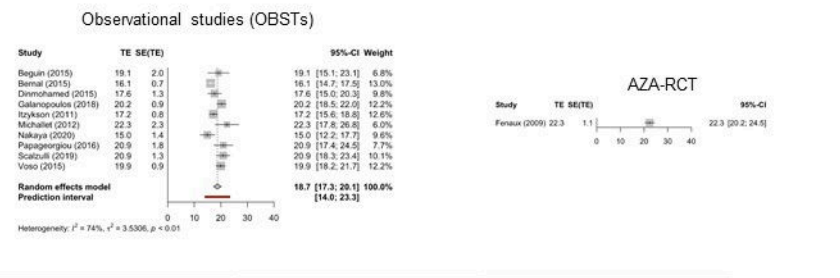 Observational studies (OBSTs)
Study TE SE(TE) 95%-CI Weight
Beguin (2015) 19.1 2.0 19.1 [15.1; 23.1] 6.8%
Bernal (2015) 16.1 0.7 16.1 [14.7; 17.5] 13.0%
Dinmohamed (2015) 17.6 1.3 17.6 [15.0; 20.3] 9.8%
Galanopoulos (2018) 20.2 0.9 20.2 [18.5; 22.0] 12.2%
Itzykson (2011) 17.2 0.8 17.2 [15.6; 18.8] 12.3%
Michallet (2012) 22.3 2.3 22.3 [17.8; 26.8] 6.0%
Nakaya (2020) 15.0 1.4 15.0 [12.2; 17.7] 9.6%
Papageorgiou (2016) 20.9 1.8 20.9 [17.4; 24.5] 7.7%
Scalzulli (2019) 20.9 1.3 20.9 [18.3; 23.4] 10.1%
Voso (2015) 19.9 0.9 19.9 [18.2; 21.7] 12.2%
Random effects model 18.7 [17.3; 20.1] 100.0%
Prediction interval [14.0; 23.3]
0 10 20 30 40
Heterogeneity: I² = 74%, τ² = 3.5306, p < 0.01
AZA-RCT
Study TE SE(TE) 95%-CI
Fenaux (2009) 22.3 1.1 22.3 [20.2; 24.5]
0 10 20 30 40